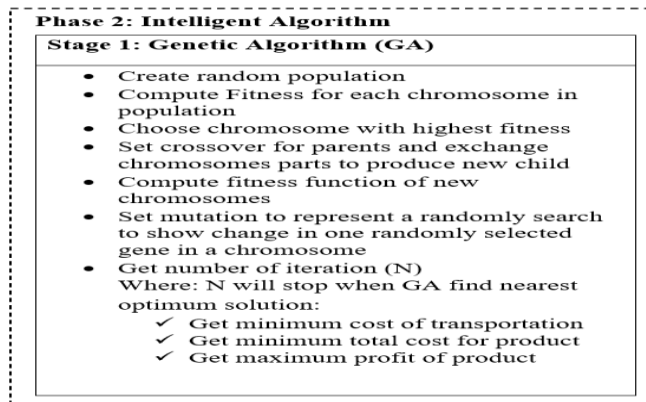 Phase 2: Intelligent Algorithm
Stage 1: Genetic Algorithm (GA)
• Create random population
• Compute Fitness for each chromosome in
population
• Choose chromosome with highest fitness
• Set crossover for parents and exchange
chromosomes parts to produce new child
• Compute fitness function of new
chromosomes
• Set mutation to represent a randomly search
to show change in one randomly selected
gene in a chromosome
• Get number of iteration (N)
Where: N will stop when GA find nearest
optimum solution:
✓ Get minimum cost of transportation
✓ Get minimum total cost for product
✓ Get maximum profit of product